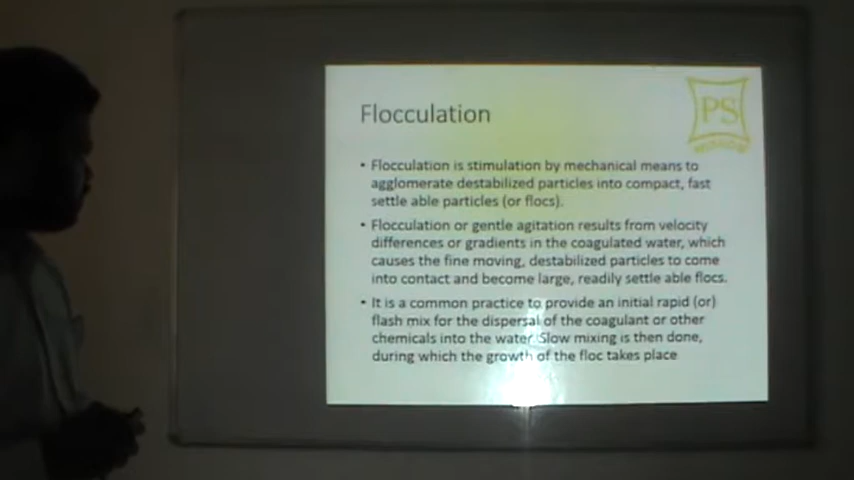 Flocculation
PS
• Flocculation is stimulation by mechanical means to
agglomerate destabilized particles into compact, fast
settle able particles (or flocs).
• Flocculation or gentle agitation results from velocity
differences or gradients in the coagulated water, which
causes the fine moving, destabilized particles to come
into contact and become large, readily settle able flocs.
• It is a common practice to provide an initial rapid (or)
flash mix for the dispersal of the coagulant or other
chemicals into the water. Slow mixing is then done,
during which the growth of the floc takes place